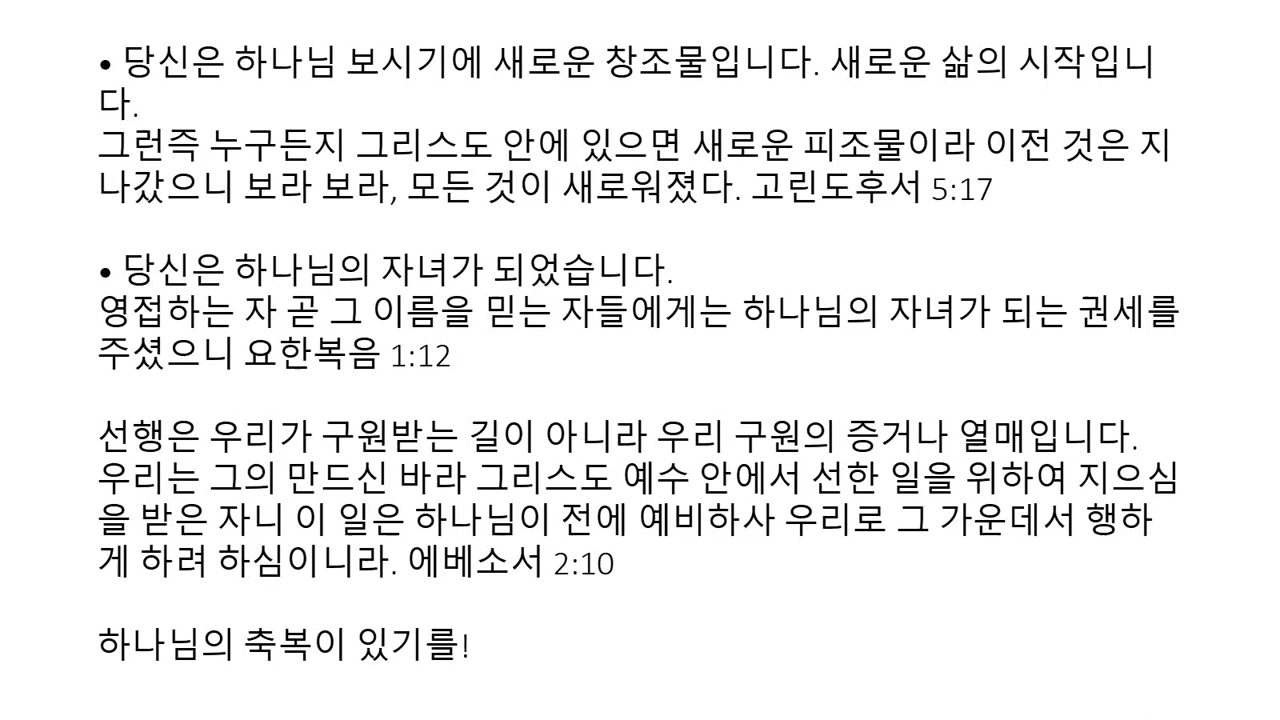 • 당신은 하나님 보시기에 새로운 창조물입니다. 새로운 삶의 시작입니
다.
그런즉 누구든지 그리스도 안에 있으면 새로운 피조물이라 이전 것은 지
나갔으니 보라 보라, 모든 것이 새로워졌다. 고린도후서 5:17
• 당신은 하나님의 자녀가 되었습니다.
영접하는 자 곧 그 이름을 믿는 자들에게는 하나님의 자녀가 되는 권세를
주셨으니 요한복음 1:12
선행은 우리가 구원받는 길이 아니라 우리 구원의 증거나 열매입니다.
우리는 그의 만드신 바라 그리스도 예수 안에서 선한 일을 위하여 지으심
을 받은 자니 이 일은 하나님이 전에 예비하사 우리로 그 가운데서 행하
게 하려 하심이니라. 에베소서 2:10
하나님의 축복이 있기를!